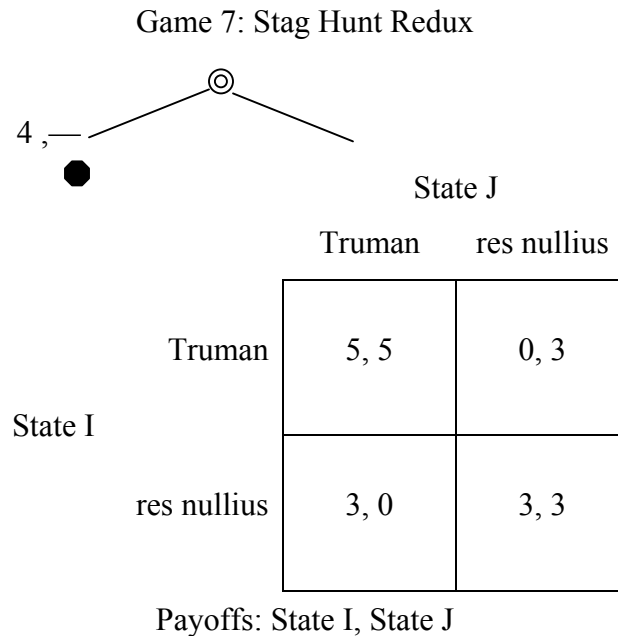 Game 7: Stag Hunt Redux
4 ,—
State J
Truman res nullius
Truman 5, 5 0, 3
State I
res nullius 3, 0 3, 3
Payoffs: State I, State J